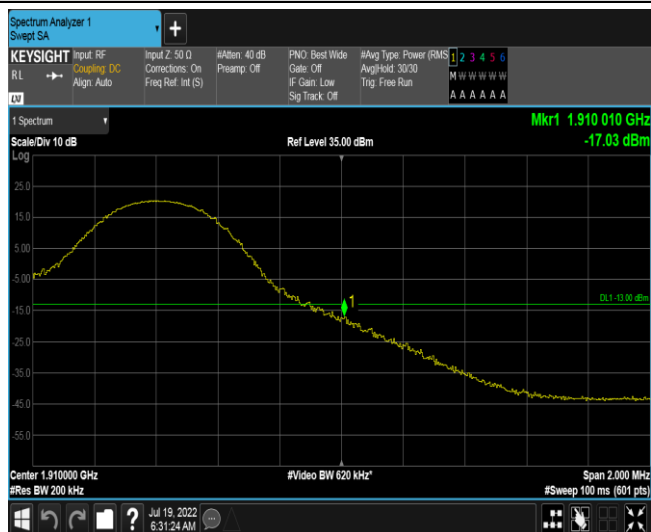 Spectrum Analyzer 1
Swept SA
KEYSIGHT
RL
LXI
Input: RF
Coupling: DC
Align: Auto
Input Z: 50 Ω
Corrections: On
Freq Ref: Int (S)
#Atten: 40 dB
Preamp: Off
PNO: Best Wide
Gate: Off
IF Gain: Low
Sig Track: Off
#Avg Type: Power (RMS
Avg|Hold: 30/30
Trig: Free Run
1 2 3 4 5 6
M W W W W W
A A A A A A
1 Spectrum
Mkr1 1.910 010 GHz
-17.03 dBm
Scale/Div 10 dB
Ref Level 35.00 dBm
Log
25.0
15.0
5.00
-5.00
-15.0
-25.0
-35.0
-45.0
-55.0
1
DL1 -13.00 dBm
Center 1.910000 GHz
#Video BW 620 kHz*
Span 2.000 MHz
#Res BW 200 kHz
#Sweep 100 ms (601 pts)
?
Jul 19, 2022
6:31:24 AM